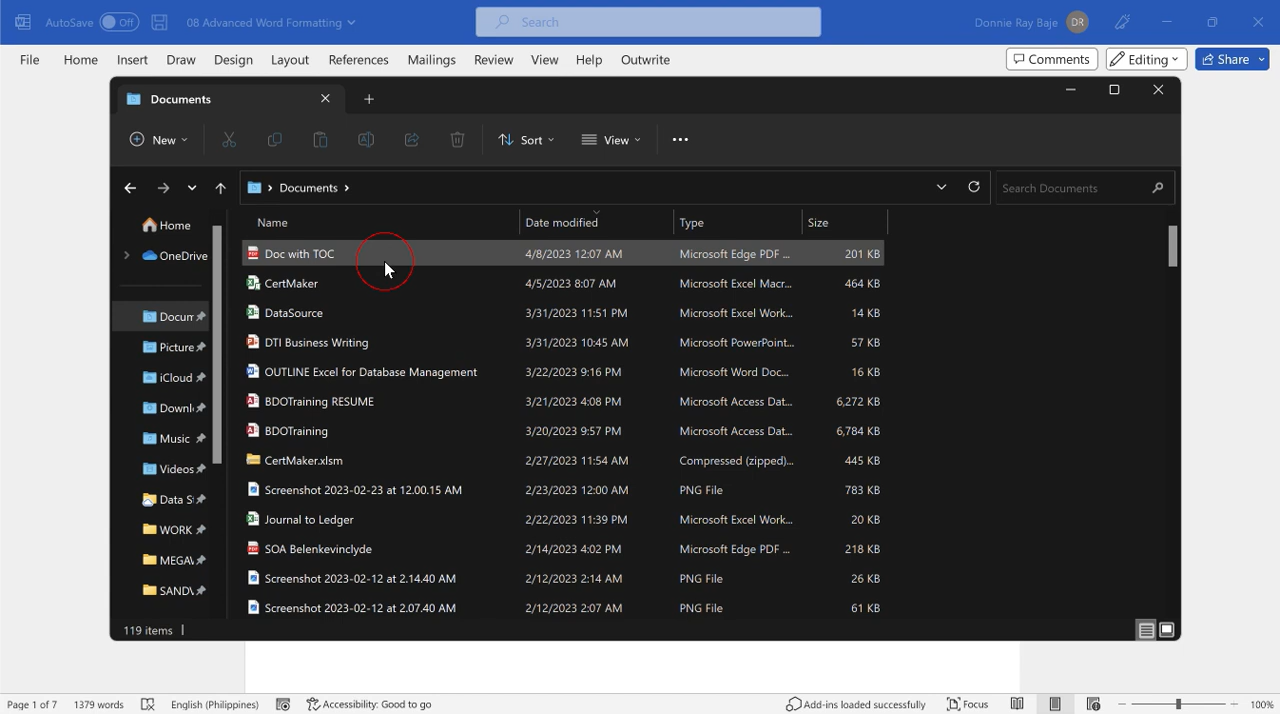 AutoSave Off 08 Advanced Word Formatting Search Donnie Ray Baje DR
File Home Insert Draw Design Layout References Mailings Review View Help Outwrite Comments Editing Share
Documents
New Sort View
Documents Search Documents
Name Date modified Type Size
Home
OneDrive
Docum
Picture
iCloud
Downl
Music
Videos
Data S
WORK
Doc with TOC 4/8/2023 12:07 AM Microsoft Edge PDF ... 201 KB
CertMaker 4/5/2023 8:07 AM Microsoft Excel Macr... 464 KB
DataSource 3/31/2023 11:51 PM Microsoft Excel Work... 14 KB
DTI Business Writing 3/31/2023 10:45 AM Microsoft PowerPoint... 57 KB
OUTLINE Excel for Database Management 3/22/2023 9:16 PM Microsoft Word Doc... 16 KB
BDOTraining RESUME 3/21/2023 4:08 PM Microsoft Access Dat... 6,272 KB
BDOTraining 3/20/2023 9:57 PM Microsoft Access Dat... 6,784 KB
CertMaker.xlsm 2/27/2023 11:54 AM Compressed (zipped)... 445 KB
Screenshot 2023-02-23 at 12.00.15 AM 2/23/2023 12:00 AM PNG File 783 KB
Journal to Ledger 2/22/2023 11:39 PM Microsoft Excel Work... 20 KB
SOA Belenkevinclyde 2/14/2023 4:02 PM Microsoft Edge PDF ... 218 KB
Screenshot 2023-02-12 at 2.14.40 AM 2/12/2023 2:14 AM PNG File 26 KB
Screenshot 2023-02-12 at 2.07.40 AM 2/12/2023 2:07 AM PNG File 61 KB
119 items
Page 1 of 7 1379 words English (Philippines) Accessibility: Good to go Add-ins loaded successfully Focus 100%